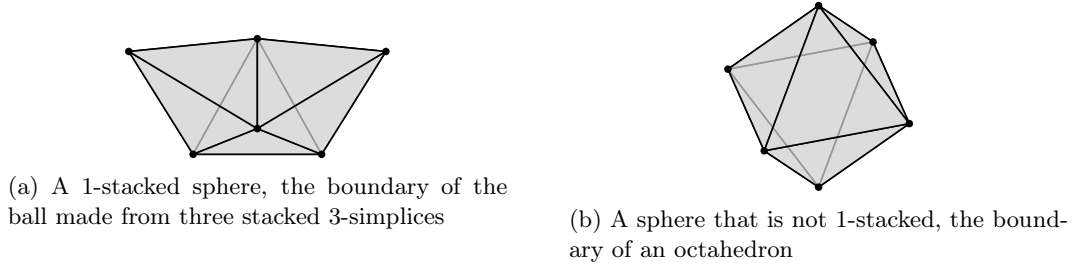 (a) A 1-stacked sphere, the boundary of the
ball made from three stacked 3-simplices
(b) A sphere that is not 1-stacked, the bound-
ary of an octahedron